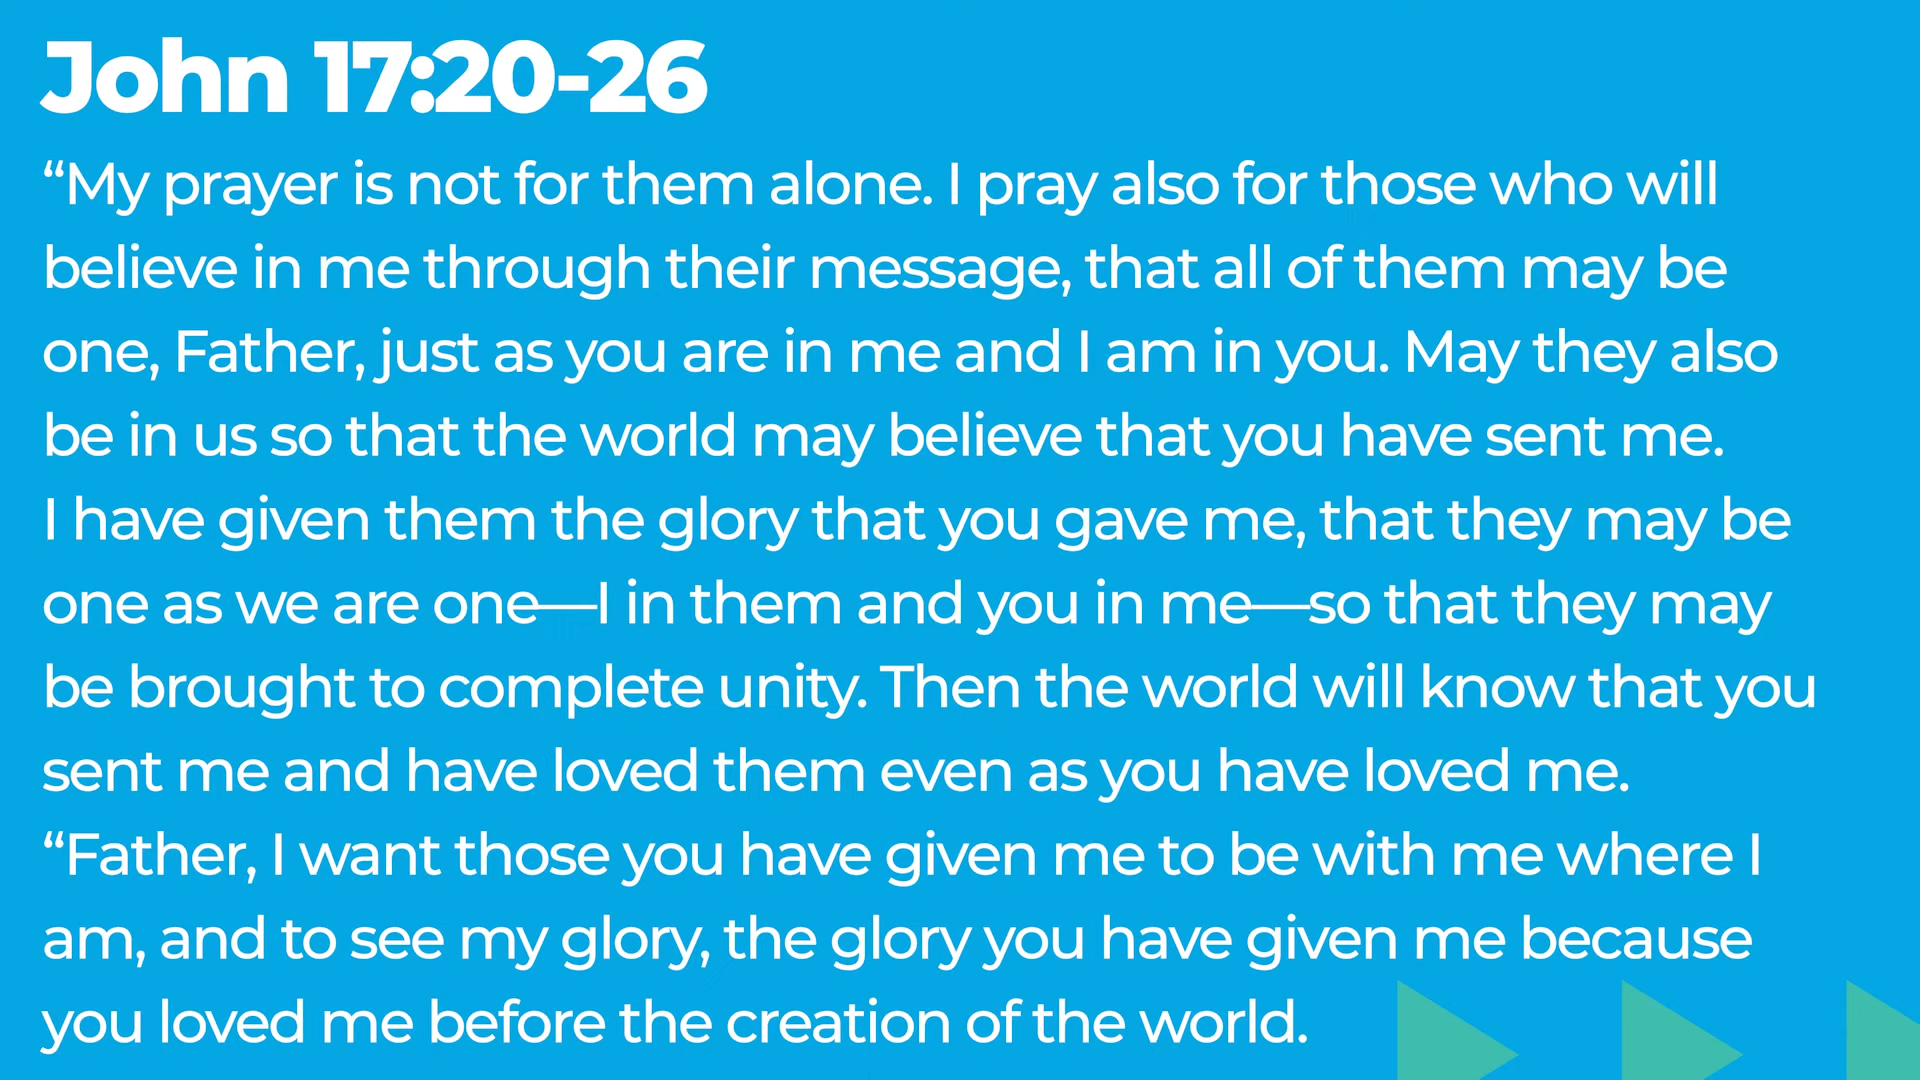 John 17:20-26
“My prayer is not for them alone. I pray also for those who will
believe in me through their message, that all of them may be
one, Father, just as you are in me and I am in you. May they also
be in us so that the world may believe that you have sent me.
I have given them the glory that you gave me, that they may be
one as we are one—I in them and you in me—so that they may
be brought to complete unity. Then the world will know that you
sent me and have loved them even as you have loved me.
“Father, I want those you have given me to be with me where I
am, and to see my glory, the glory you have given me because
you loved me before the creation of the world.